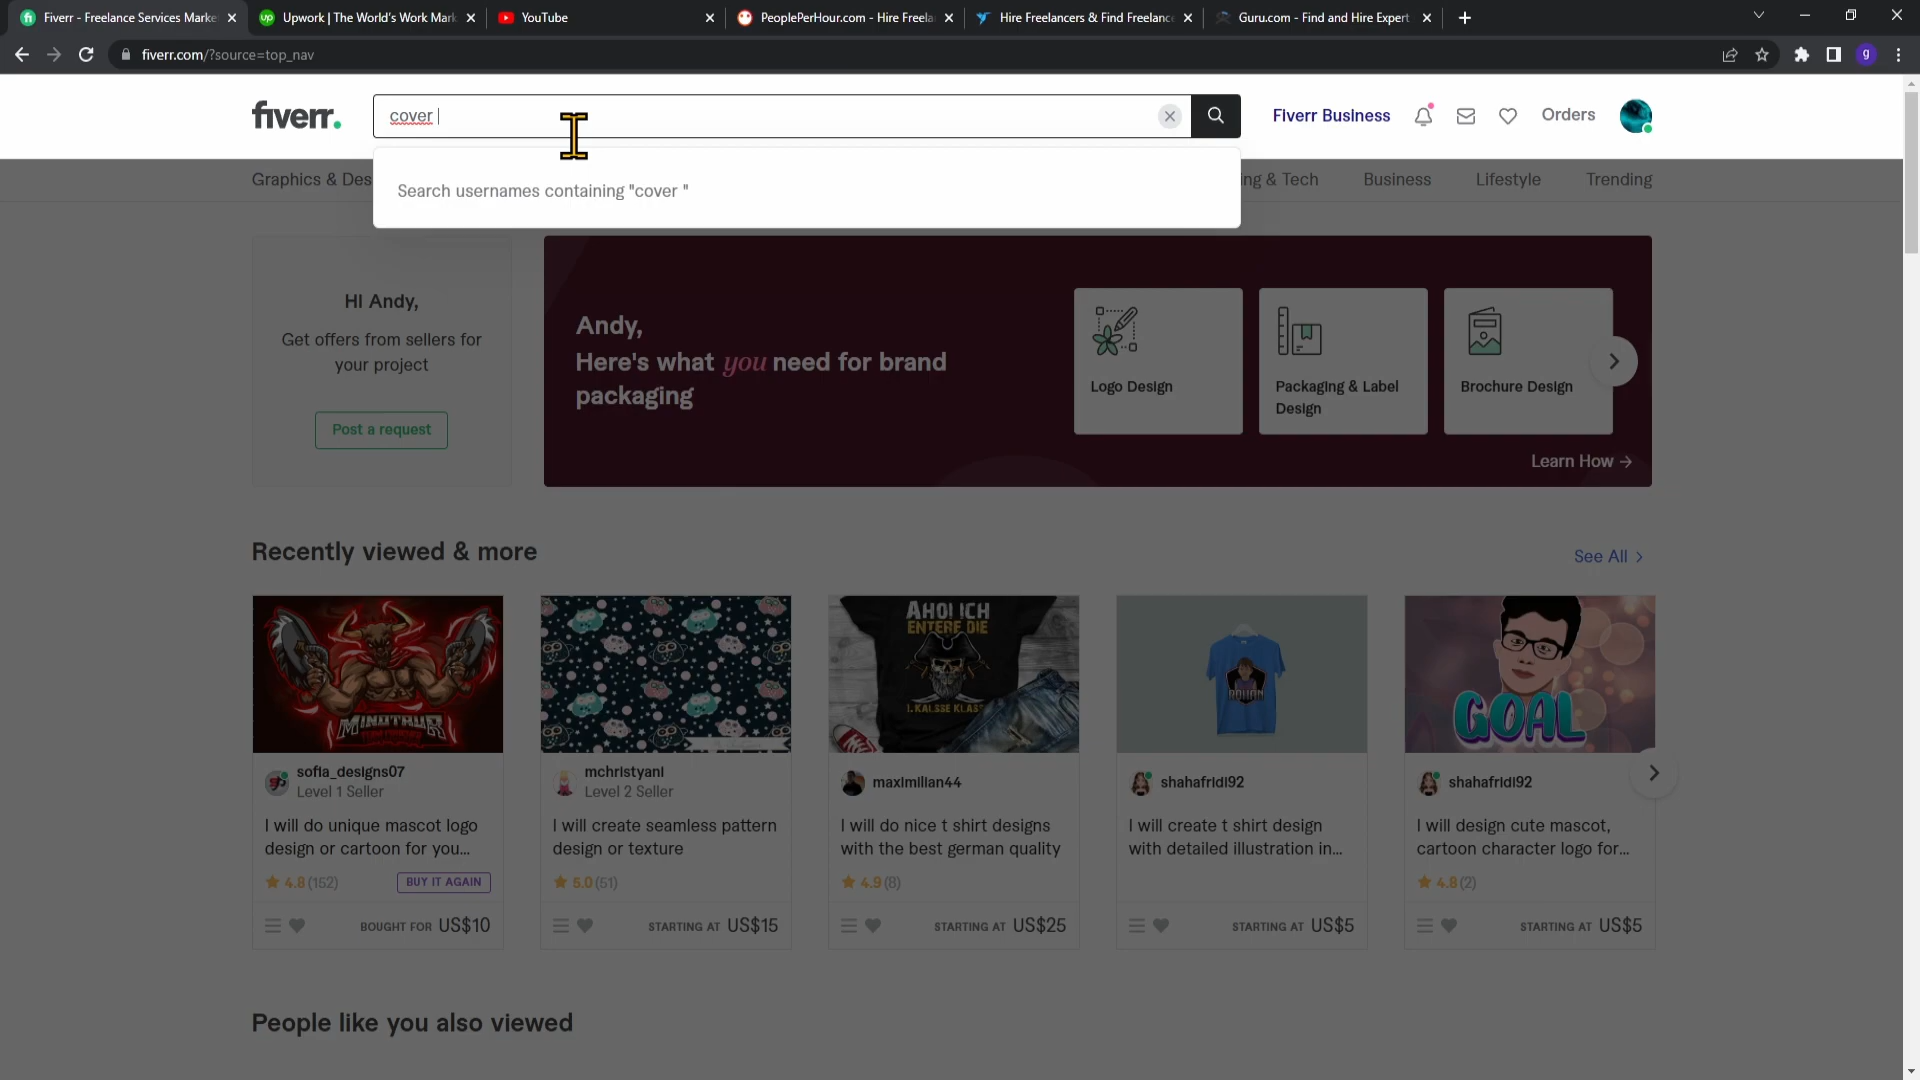 Fiverr - Freelance Services Marke
Upwork | The World's Work Mark
YouTube
PeoplePerHour.com - Hire Freela
Hire Freelancers & Find Freelanc
Guru.com - Find and Hire Expert
g
fiverr.com/?source=top_nav
fiverr.
cover
Fiverr Business
Orders
Search usernames containing "cover "
Graphics & Des
ing & Tech
Business
Lifestyle
Trending
Hi Andy,
Get offers from sellers for
your project
Post a request
Andy,
Here's what you need for brand
packaging
Logo Design
Packaging & Label
Design
Brochure Design
Learn How →
Recently viewed & more
See All >
MINOTAUR
AHOLICH
ENTERE DIE
I. KALSSE KLASS
ROHAN
GOAL
sofia_designs07
Level 1 Seller
I will do unique mascot logo
design or cartoon for you...
4.8 (152)
BUY IT AGAIN
BOUGHT FOR US$10
mchristyani
Level 2 Seller
I will create seamless pattern
design or texture
5.0 (51)
STARTING AT US$15
maximilian44
I will do nice t shirt designs
with the best german quality
4.9 (8)
STARTING AT US$25
shahafridi92
I will create t shirt design
with detailed illustration in...
STARTING AT US$5
shahafridi92
I will design cute mascot,
cartoon character logo for...
4.8 (2)
STARTING AT US$5
People like you also viewed